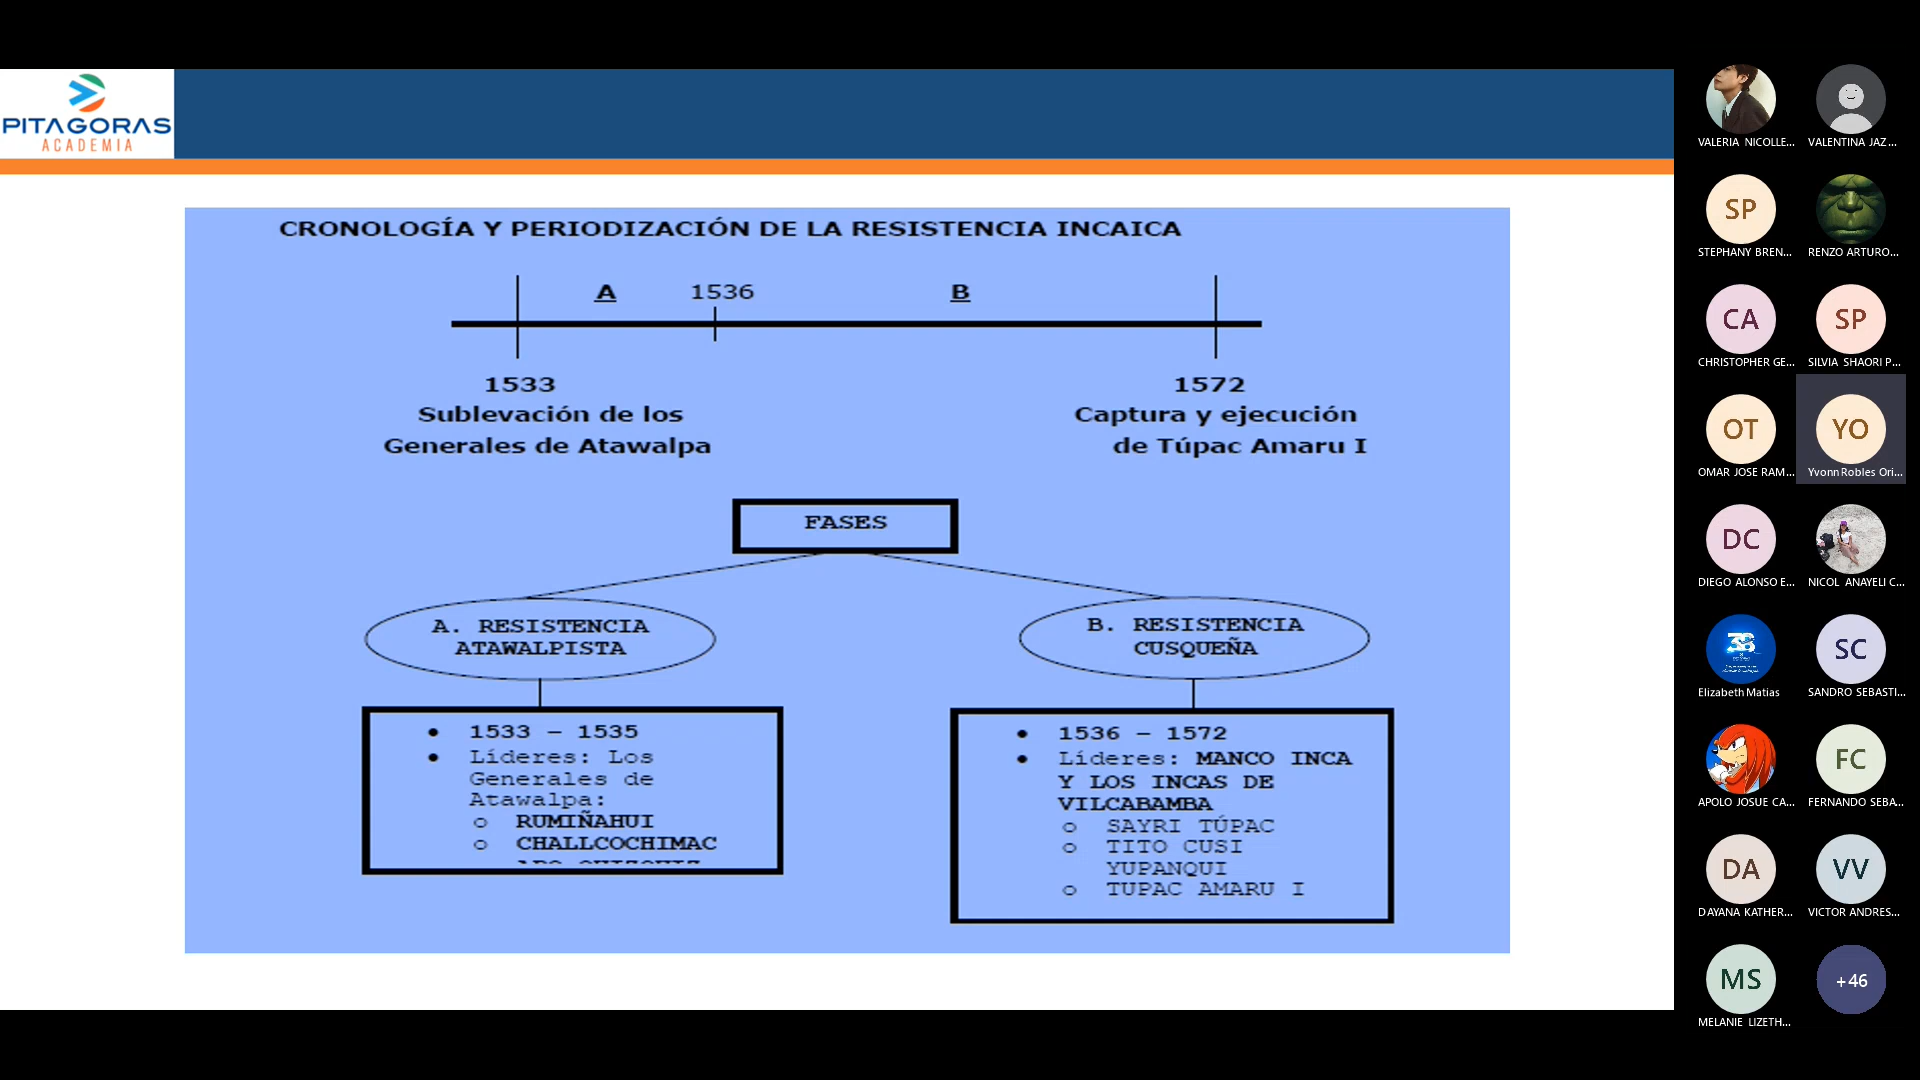 PITAGORAS
ACADEMIA
CRONOLOGÍA Y PERIODIZACIÓN DE LA RESISTENCIA INCAICA
A
1536
B
1533
Sublevación de los
Generales de Atawalpa
1572
Captura y ejecución
de Túpac Amaru I
FASES
A. RESISTENCIA
ATAWALPISTA
B. RESISTENCIA
CUSQUEÑA
• 1533 – 1535
• Líderes: Los
Generales de
Atawalpa:
o RUMIÑAHUI
o CHALLCOCHIMAC
• 1536 – 1572
• Líderes: MANCO INCA
Y LOS INCAS DE
VILCABAMBA
o SAYRI TÚPAC
o TITO CUSI
YUPANQUI
o TUPAC AMARU I
VALERIA NICOLLE...
VALENTINA JAZ...
SP
STEPHANY BREN...
RENZO ARTURO...
CA
CHRISTOPHER GE...
SP
SILVIA SHAORI P...
OT
OMAR JOSE RAM...
YO
Yvonn Robles Ori...
DC
DIEGO ALONSO E...
NICOL ANAYELI C...
38
Elizabeth Matias
SC
SANDRO SEBASTI...
APOLO JOSUE CA...
FC
FERNANDO SEBA...
DA
DAYANA KATHER...
VV
VICTOR ANDRES...
MS
MELANIE LIZETH...
+46